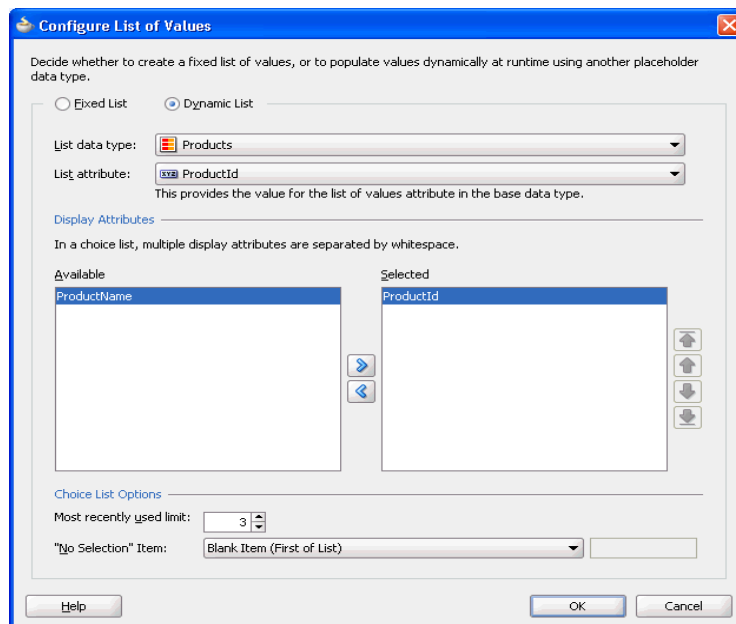 Configure List of Values
Decide whether to create a fixed list of values, or to populate values dynamically at runtime using another placeholder
data type.
Fixed List Dynamic List
List data type: Products
List attribute: XYZ ProductId
This provides the value for the list of values attribute in the base data type.
Display Attributes
In a choice list, multiple display attributes are separated by whitespace.
Available Selected
ProductName ProductId
Choice List Options
Most recently used limit: 3
"No Selection" Item: Blank Item (First of List)
Help OK Cancel